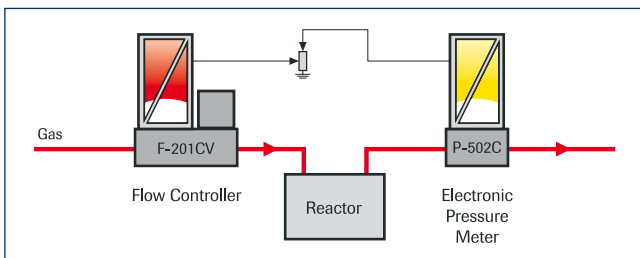 Gas
F-201CV
P-502C
Flow Controller
Reactor
Electronic
Pressure
Meter